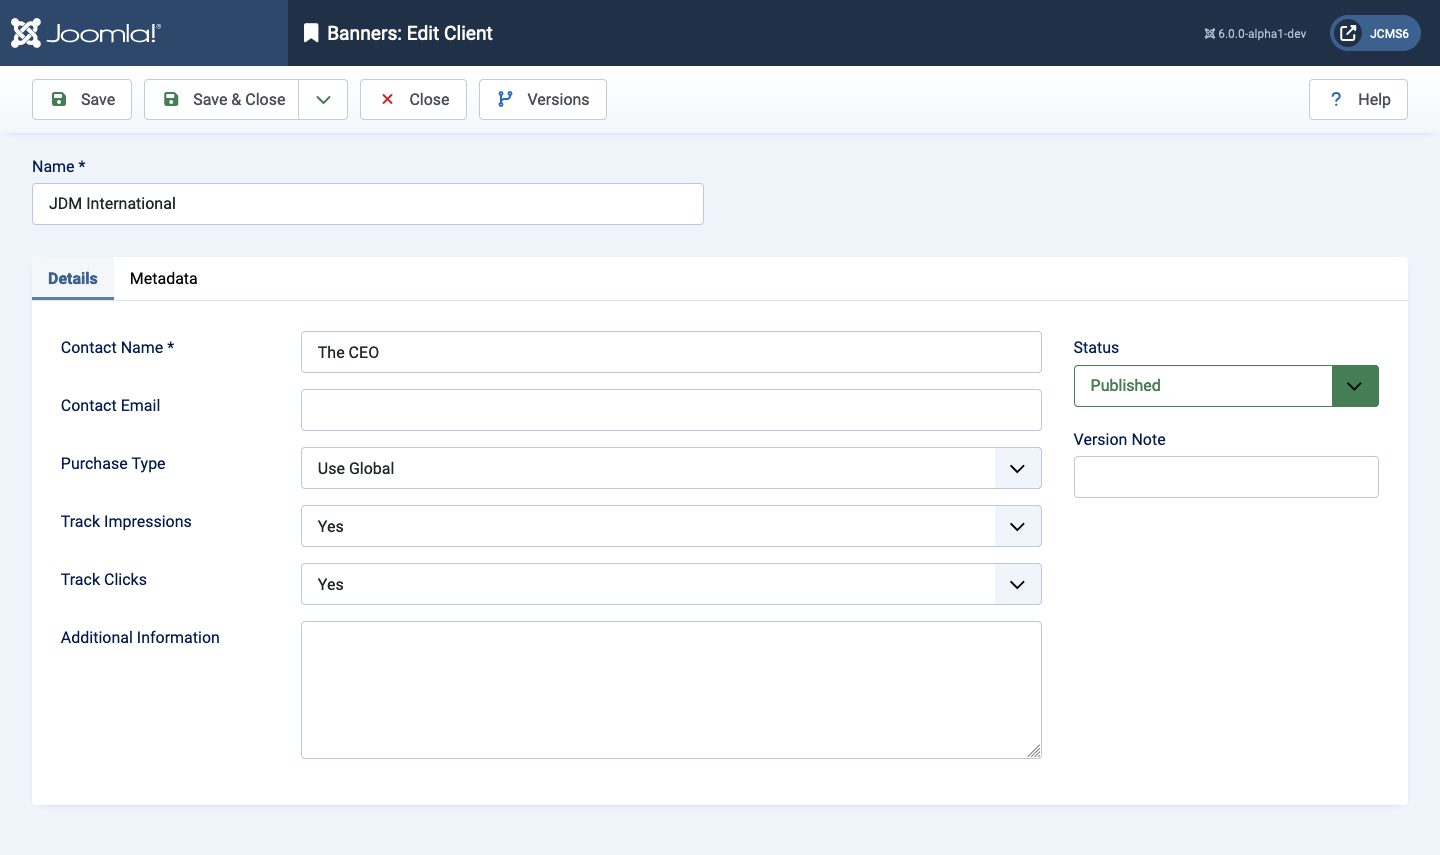 Joomla!® Banners: Edit Client 6.0.0-alpha1-dev JCMS6
Save Save & Close Close Versions ? Help
Name *
JDM International
Details Metadata
Contact Name * The CEO
Contact Email
Purchase Type Use Global
Track Impressions Yes
Track Clicks Yes
Additional Information
Status
Published
Version Note